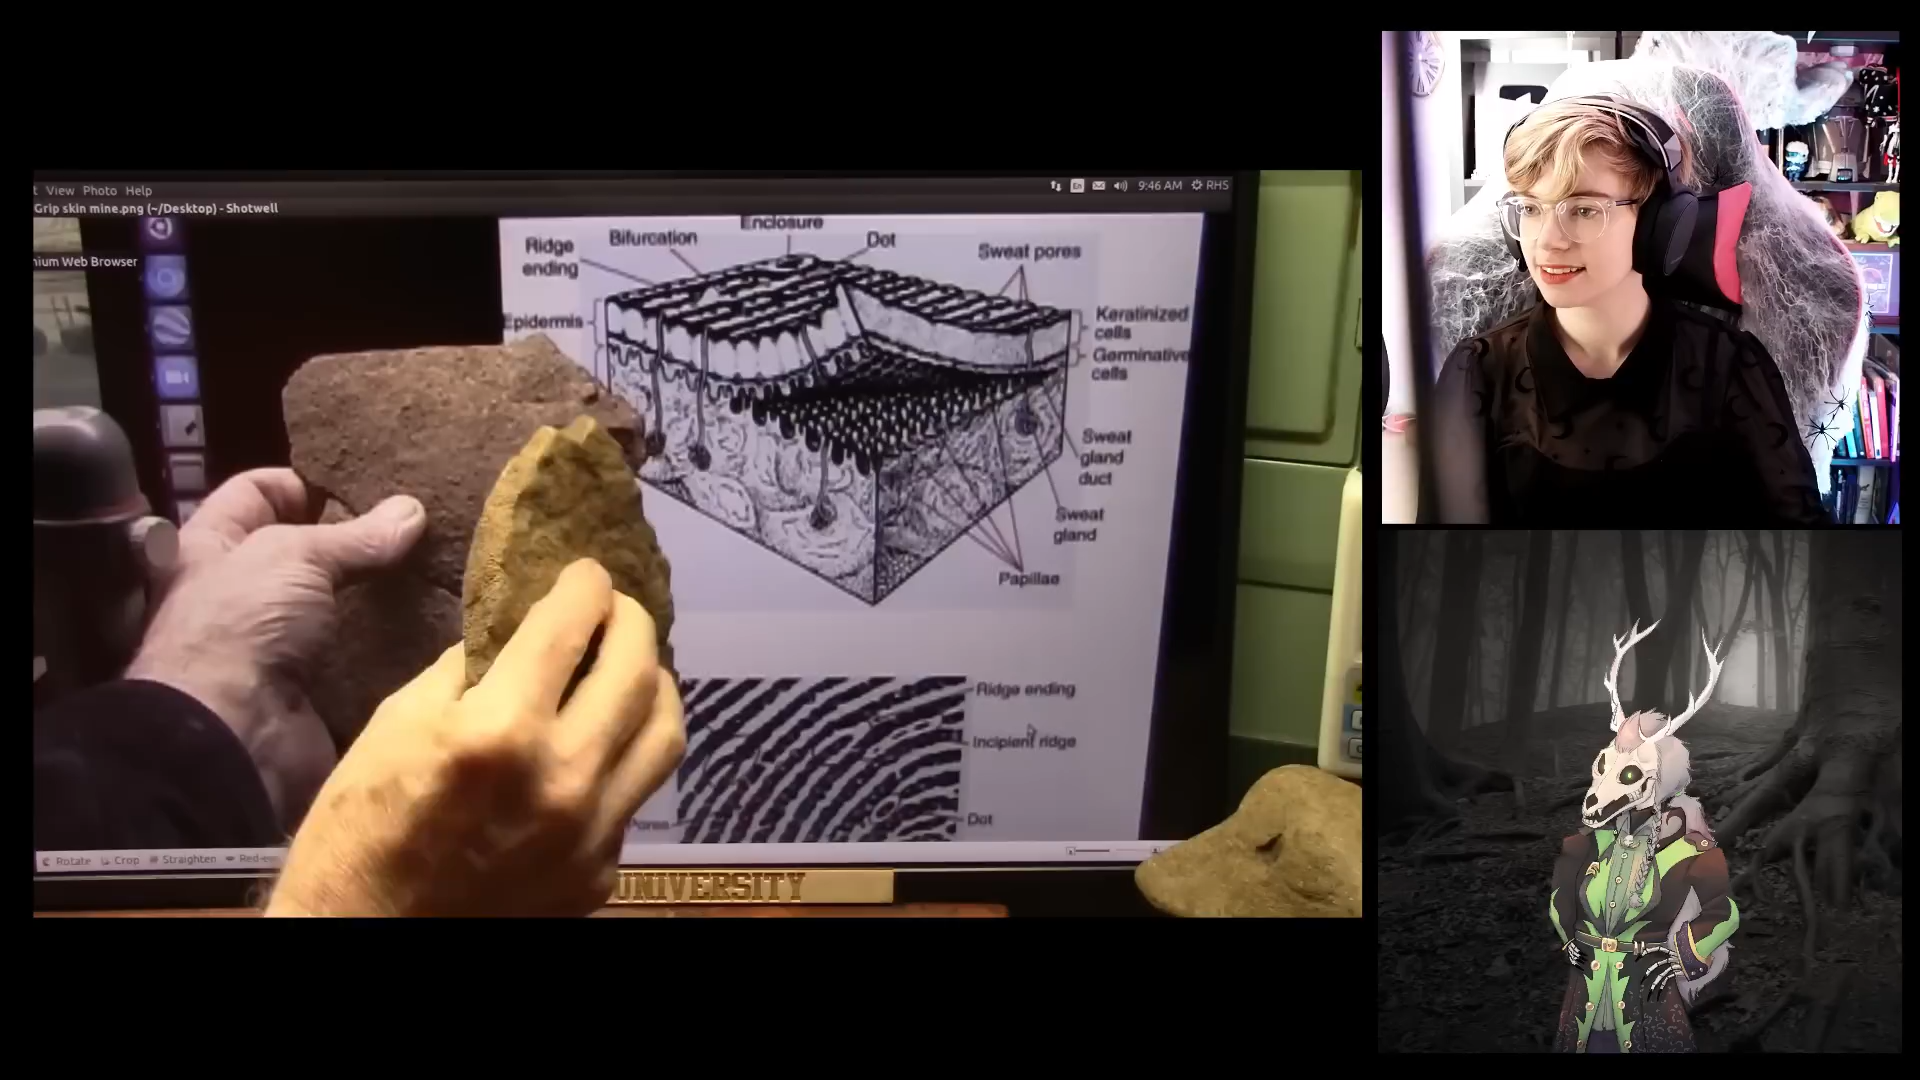 t View Photo Help
9:46 AM RHS
Grip skin mine.png (~/Desktop) - Shotwell
nium Web Browser
Enclosure
Bifurcation
Dot
Ridge
ending
Sweat pores
Epidermis
Keratinized
cells
Germinative
cells
Sweat
gland
duct
Sweat
gland
Papillae
Ridge ending
Incipient ridge
Pores
Dot
Rotate Crop Straighten Red-e
UNIVERSITY